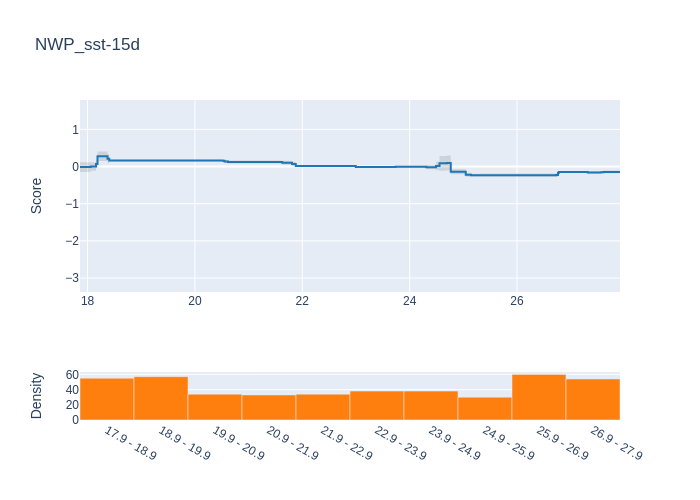 NWP_sst-15d
Score
1
0
−1
−2
−3
18 20 22 24 26
Density
60
40
20
0
17.9 - 18.9
18.9 - 19.9
19.9 - 20.9
20.9 - 21.9
21.9 - 22.9
22.9 - 23.9
23.9 - 24.9
24.9 - 25.9
25.9 - 26.9
26.9 - 27.9